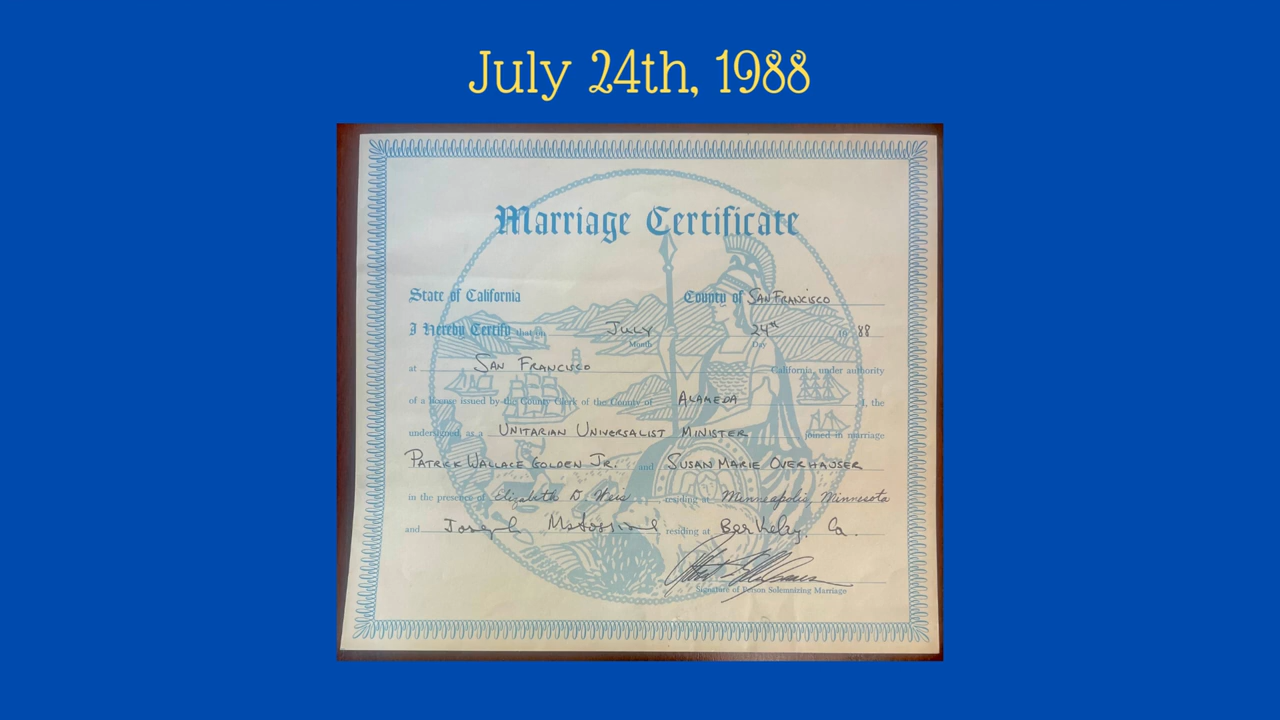 July 24th, 1988
Marriage Certificate
State of California County of SAN FRANCISCO
I Hereby Certify that on JULY 24th 19 88
Month Day
at SAN FRANCISCO California, under authority
of a license issued by the County Clerk of the County of ALAMEDA I, the
undersigned, as a UNITARIAN UNIVERSALIST MINISTER joined in marriage
PATRICK WALLACE GOLDEN JR. and SUSAN MARIE OVERHAUSER
in the presence of Elizabeth D. Weis residing at Minneapolis, Minnesota
and Joseph residing at Berkeley, Ca.
Signature of Person Solemnizing Marriage